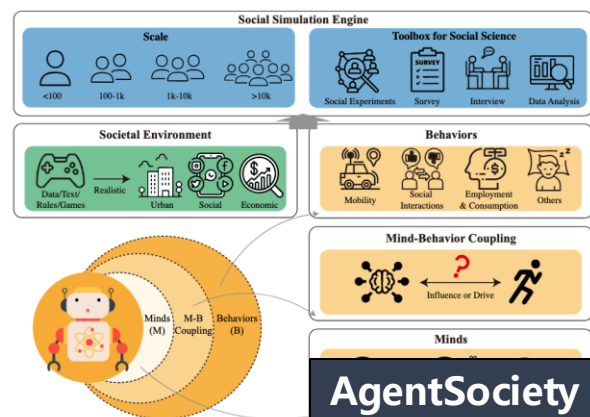 Social Simulation Engine
Scale
<100
100-1k
1k-10k
>10k
Toolbox for Social Science
SURVEY
Social Experiments
Survey
Interview
Data Analysis
Societal Environment
Data/Text/
Rules/Games
Realistic
Urban
Social
Economic
Behaviors
Mobility
Social
Interactions
Employment
& Consumption
Others
Mind-Behavior Coupling
?
Influence or Drive
Minds
(M)
M-B
Coupling
Behaviors
(B)
Minds
AgentSociety